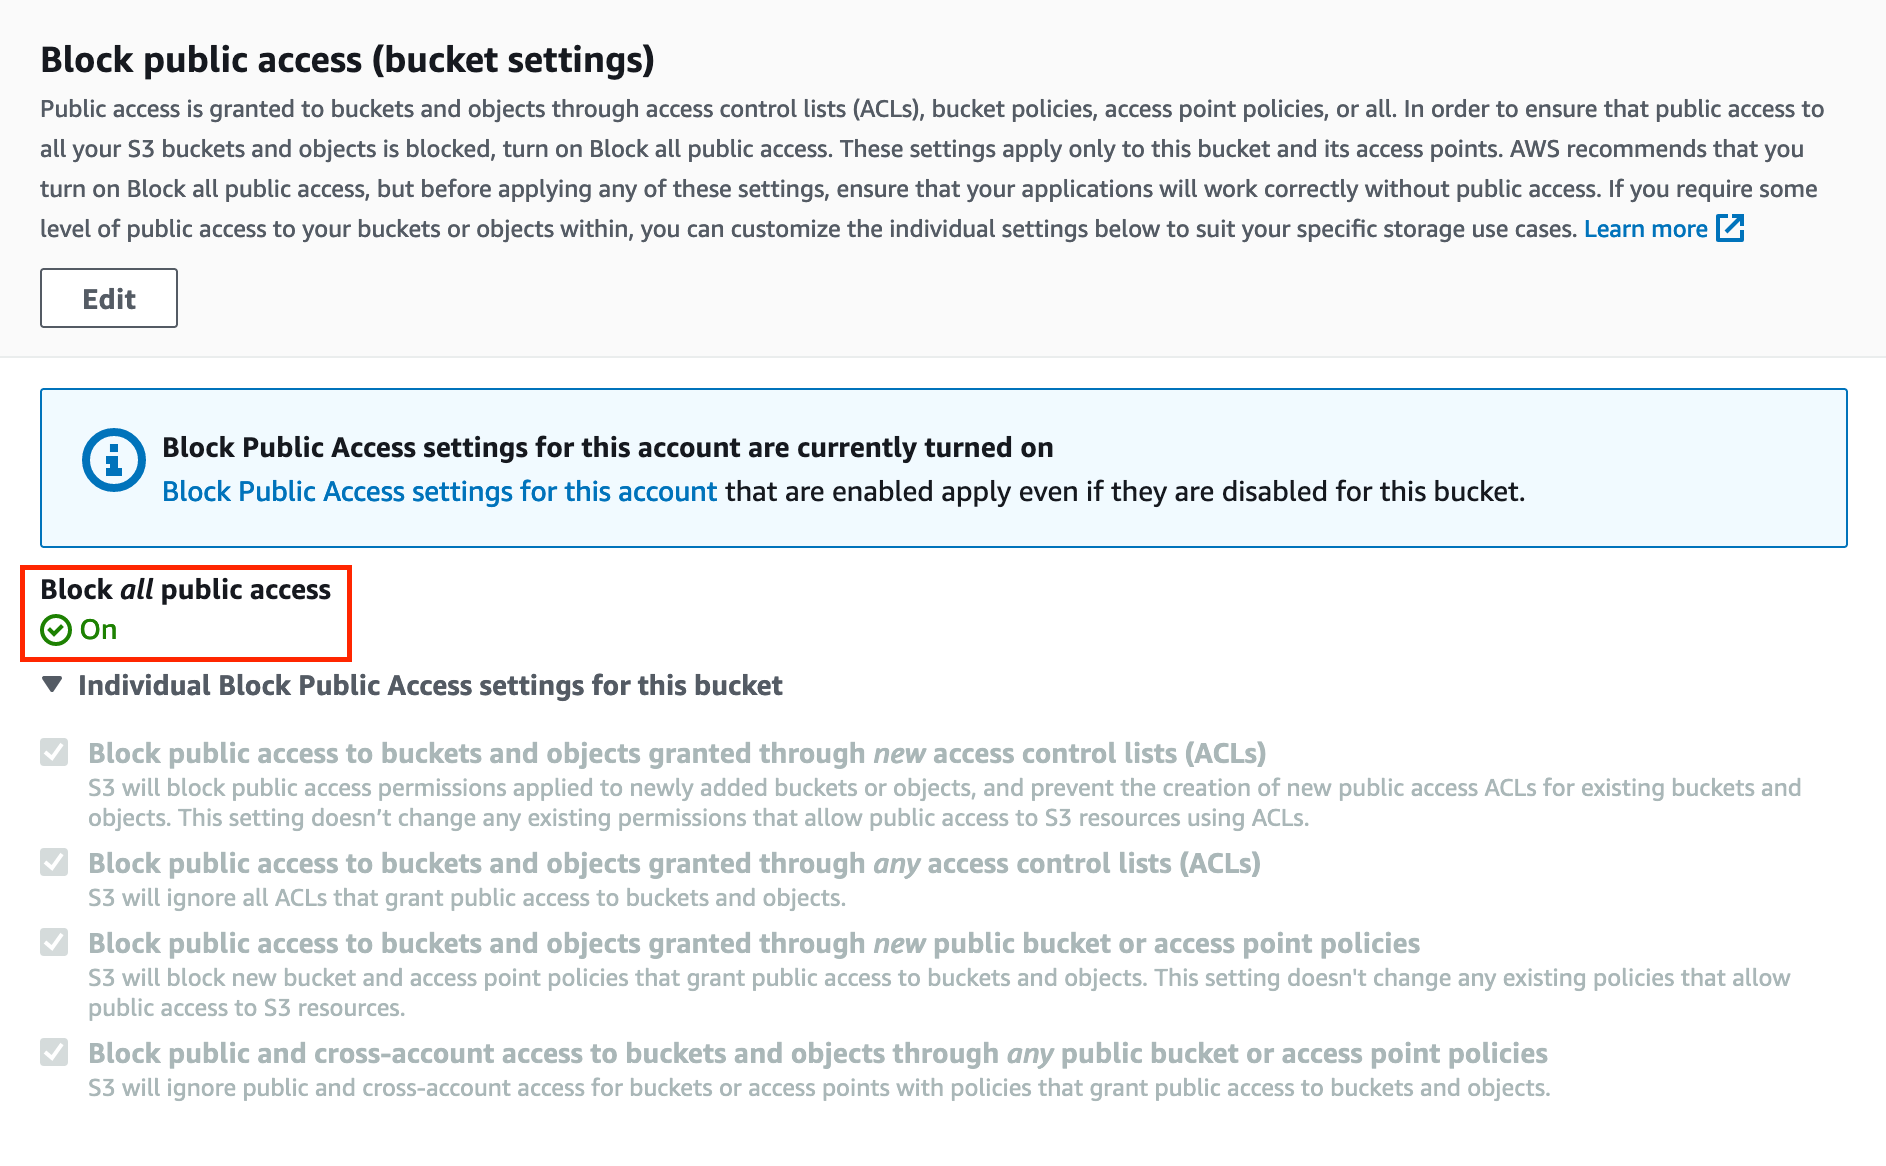 Block public access (bucket settings)
Public access is granted to buckets and objects through access control lists (ACLs), bucket policies, access point policies, or all. In order to ensure that public access to
all your S3 buckets and objects is blocked, turn on Block all public access. These settings apply only to this bucket and its access points. AWS recommends that you
turn on Block all public access, but before applying any of these settings, ensure that your applications will work correctly without public access. If you require some
level of public access to your buckets or objects within, you can customize the individual settings below to suit your specific storage use cases. Learn more
Edit
Block Public Access settings for this account are currently turned on
Block Public Access settings for this account that are enabled apply even if they are disabled for this bucket.
Block all public access
On
Individual Block Public Access settings for this bucket
Block public access to buckets and objects granted through new access control lists (ACLs)
S3 will block public access permissions applied to newly added buckets or objects, and prevent the creation of new public access ACLs for existing buckets and
objects. This setting doesn’t change any existing permissions that allow public access to S3 resources using ACLs.
Block public access to buckets and objects granted through any access control lists (ACLs)
S3 will ignore all ACLs that grant public access to buckets and objects.
Block public access to buckets and objects granted through new public bucket or access point policies
S3 will block new bucket and access point policies that grant public access to buckets and objects. This setting doesn't change any existing policies that allow
public access to S3 resources.
Block public and cross-account access to buckets and objects through any public bucket or access point policies
S3 will ignore public and cross-account access for buckets or access points with policies that grant public access to buckets and objects.